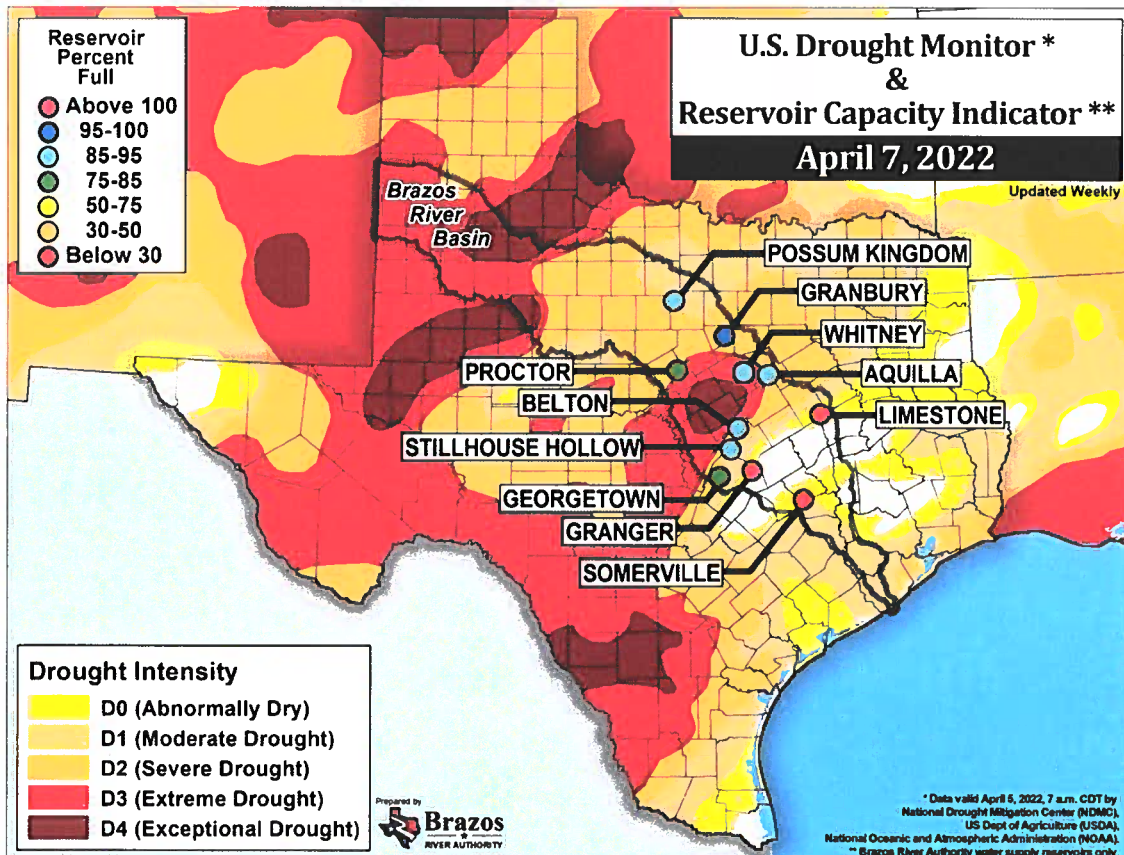 Reservoir
Percent
Full
Above 100
95-100
85-95
75-85
50-75
30-50
Below 30
U.S. Drought Monitor *
&
Reservoir Capacity Indicator **
April 7, 2022
Updated Weekly
Brazos
River
Basin
POSSUM KINGDOM
GRANBURY
WHITNEY
PROCTOR
AQUILLA
BELTON
LIMESTONE
STILLHOUSE HOLLOW
GEORGETOWN
GRANGER
SOMERVILLE
Drought Intensity
D0 (Abnormally Dry)
D1 (Moderate Drought)
D2 (Severe Drought)
D3 (Extreme Drought)
D4 (Exceptional Drought)
Prepared by
Brazos
RIVER AUTHORITY
* Data valid April 5, 2022, 7 a.m. CDT by
National Drought Mitigation Center (NDMC),
US Dept of Agriculture (USDA),
National Oceanic and Atmospheric Administration (NOAA).
** Brazos River Authority water supply reservoirs only.